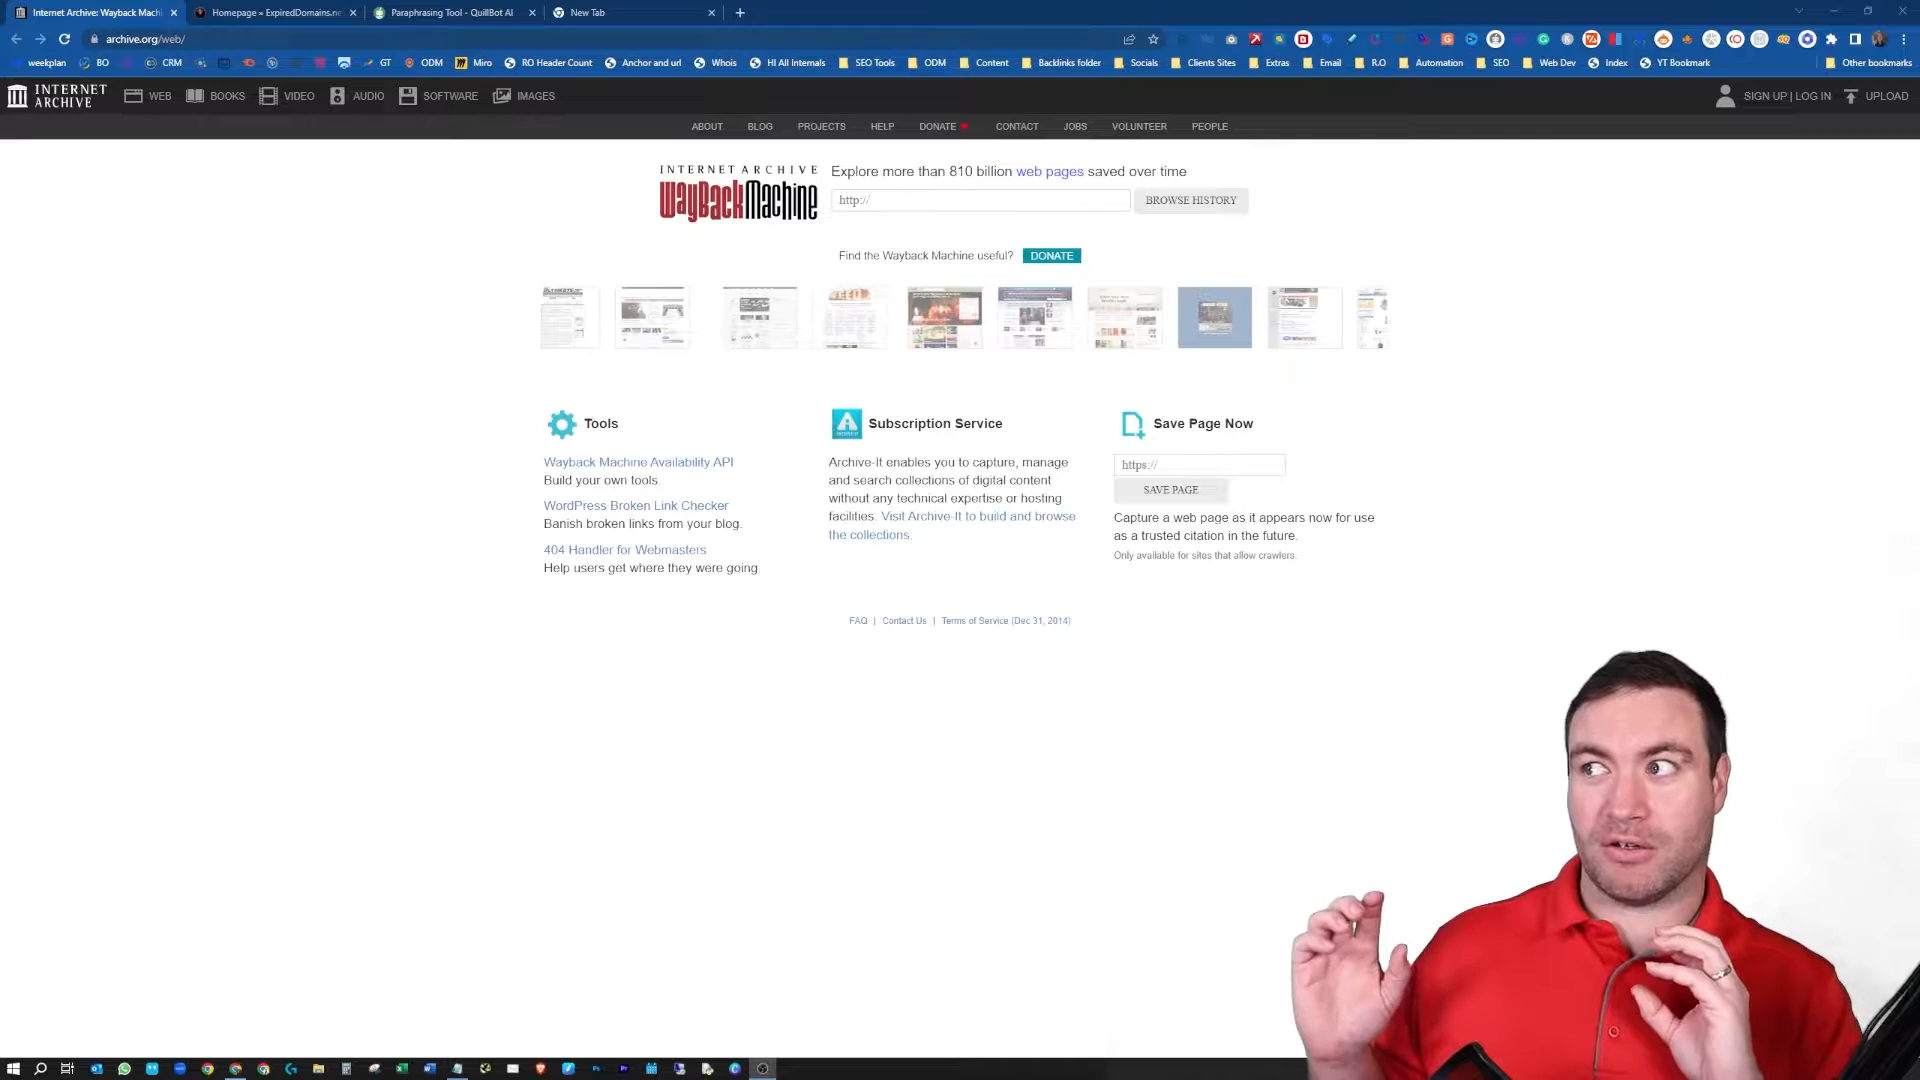 Internet Archive: Wayback Machi
Homepage » ExpiredDomains.ne
Paraphrasing Tool - QuillBot AI
New Tab
archive.org/web/
weekplan
BO
CRM
GT
ODM
Miro
RO Header Count
Anchor and url
Whois
HI All Internals
SEO Tools
ODM
Content
Backlinks folder
Socials
Clients Sites
Extras
Email
R.O
Automation
SEO
Web Dev
Index
YT Bookmark
Other bookmarks
INTERNET
ARCHIVE
WEB
BOOKS
VIDEO
AUDIO
SOFTWARE
IMAGES
SIGN UP | LOG IN
UPLOAD
ABOUT
BLOG
PROJECTS
HELP
DONATE
CONTACT
JOBS
VOLUNTEER
PEOPLE
INTERNET ARCHIVE
WayBackMachine
Explore more than 810 billion web pages saved over time
http://
BROWSE HISTORY
Find the Wayback Machine useful?
DONATE
Tools
Wayback Machine Availability API
Build your own tools.
WordPress Broken Link Checker
Banish broken links from your blog.
404 Handler for Webmasters
Help users get where they were going.
Subscription Service
Archive-It enables you to capture, manage
and search collections of digital content
without any technical expertise or hosting
facilities. Visit Archive-It to build and browse
the collections.
Save Page Now
https://
SAVE PAGE
Capture a web page as it appears now for use
as a trusted citation in the future.
Only available for sites that allow crawlers.
FAQ | Contact Us | Terms of Service (Dec 31, 2014)